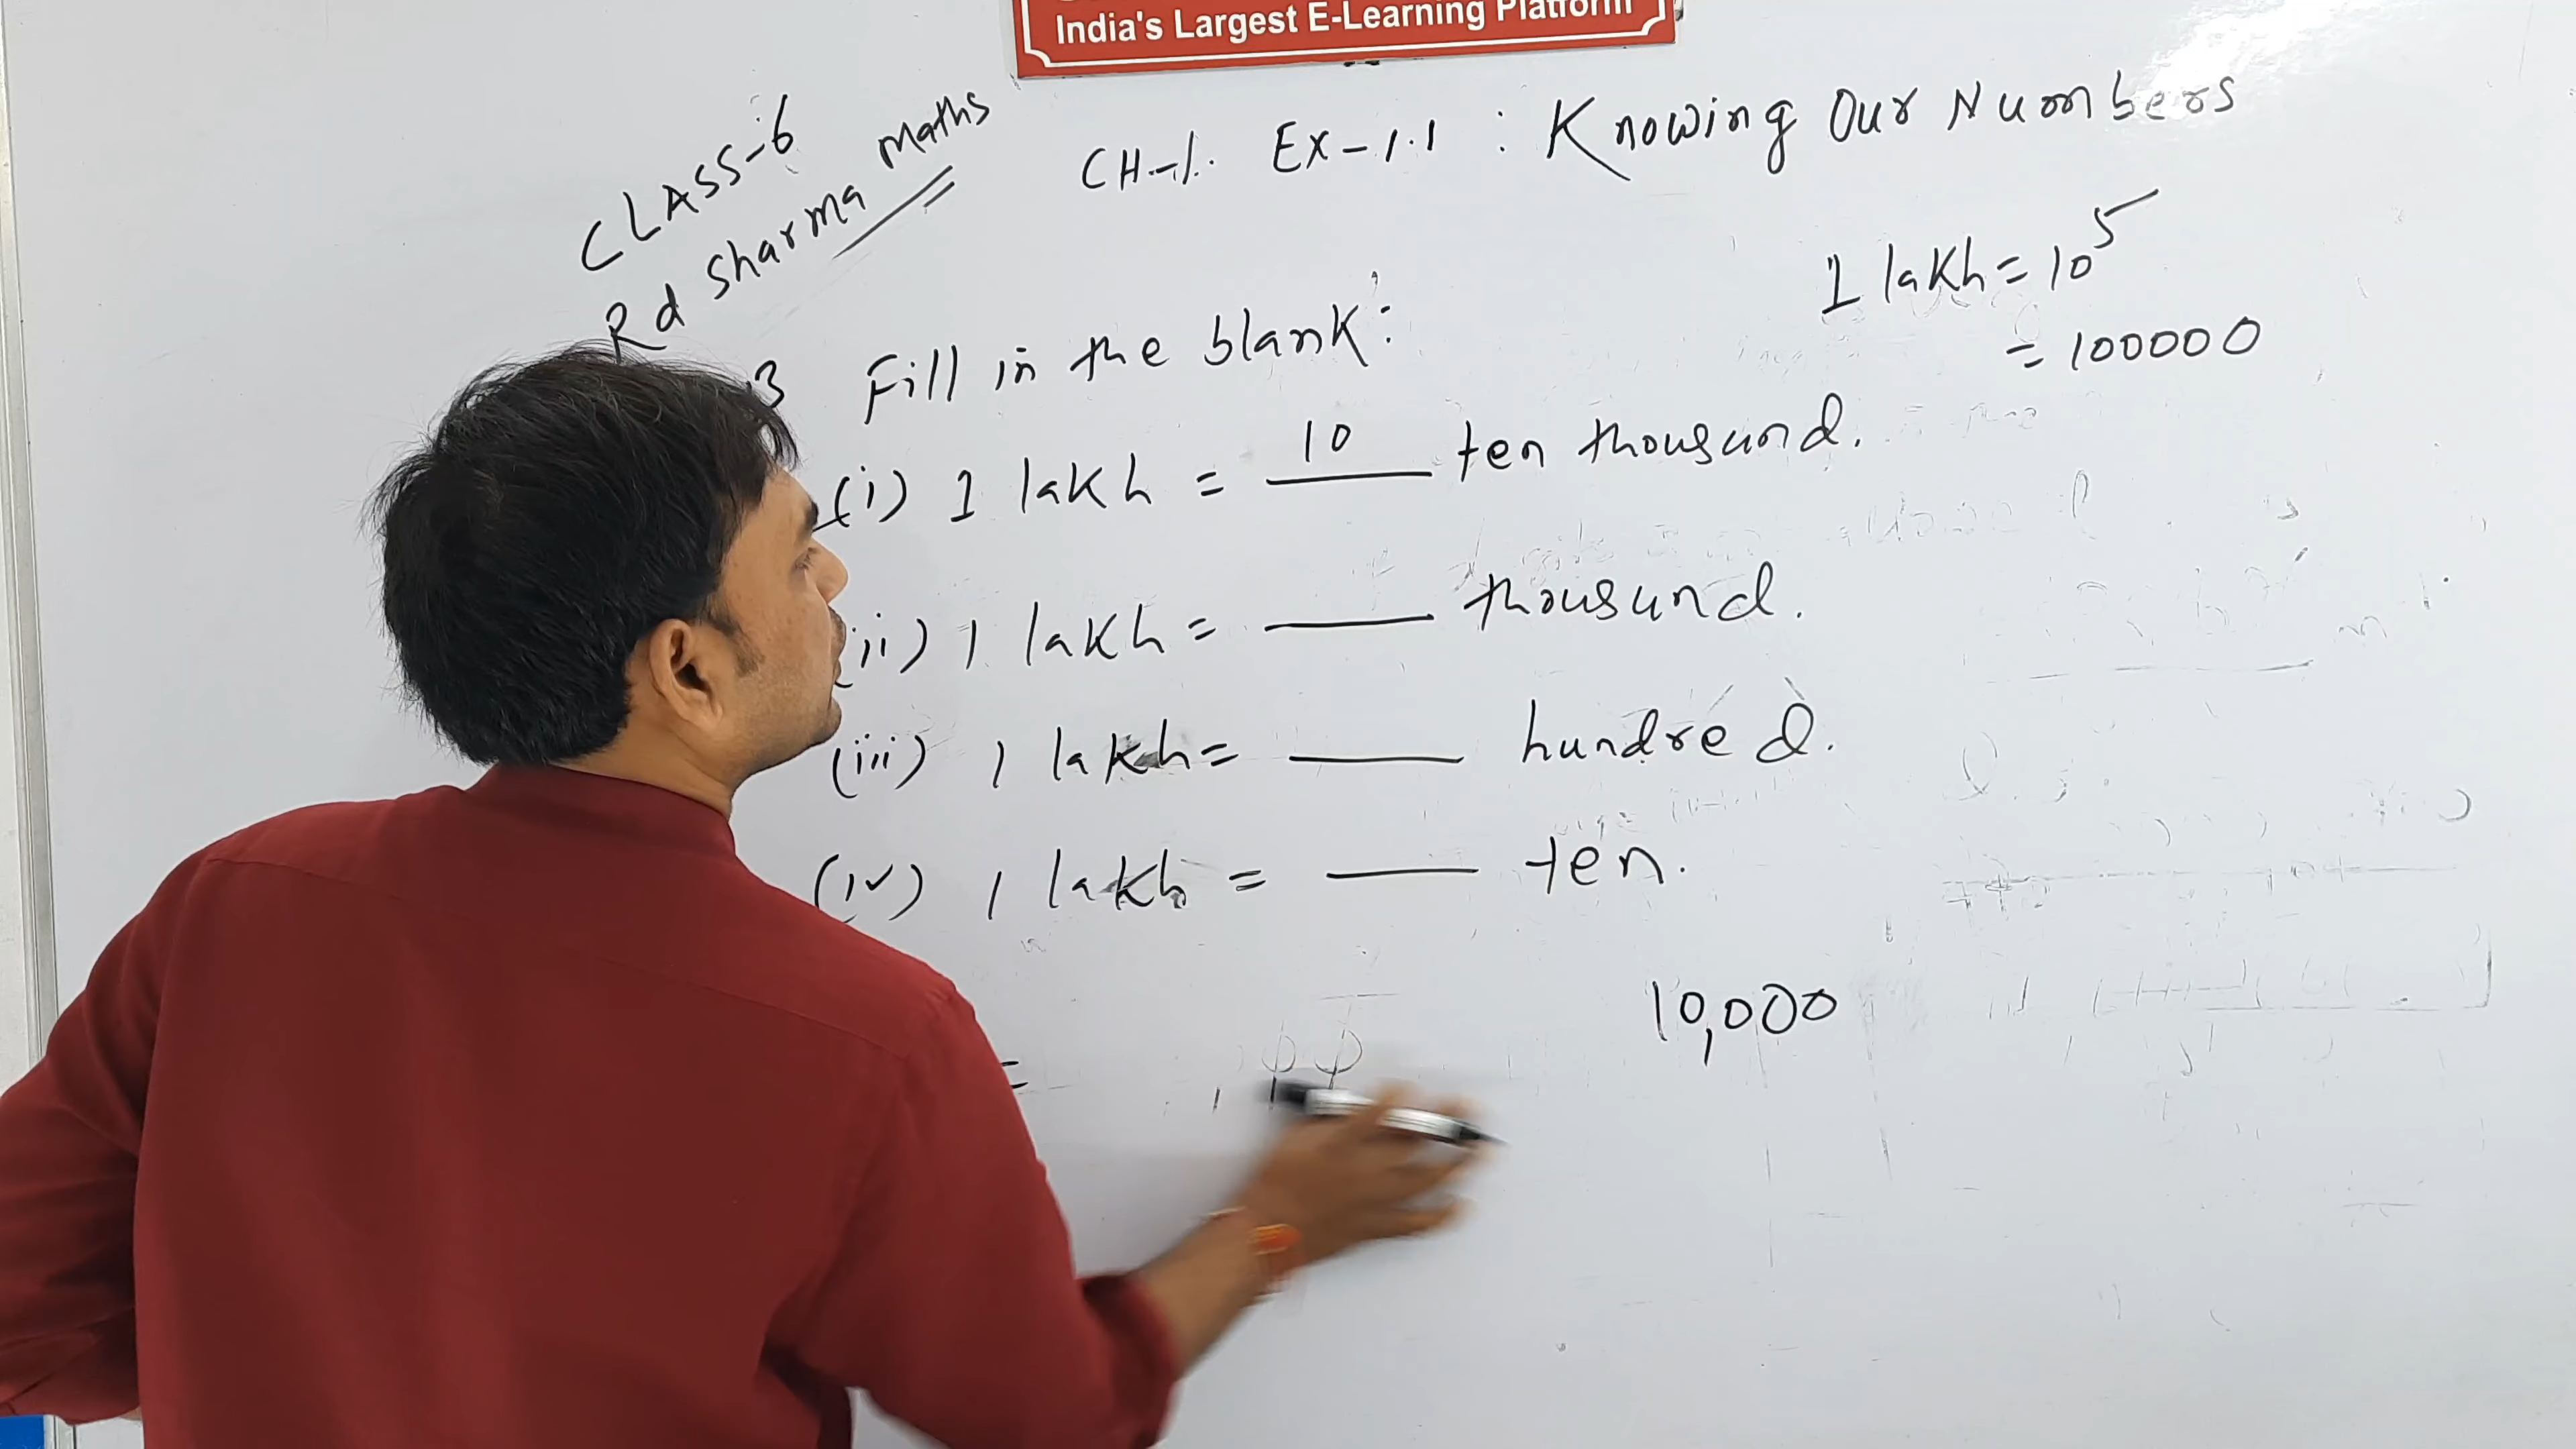 India's Largest E-Learning Platform
CLASS-6
Rd Sharma maths
CH-1. Ex-1.1 : Knowing Our Numbers
1 lakh = 10⁵
= 100000
3 Fill in the blank:
(i) 1 lakh = 10 ten thousand.
(ii) 1 lakh = ____ thousand.
(iii) 1 lakh = ____ hundred.
(iv) 1 lakh = ____ ten.
10,000
=